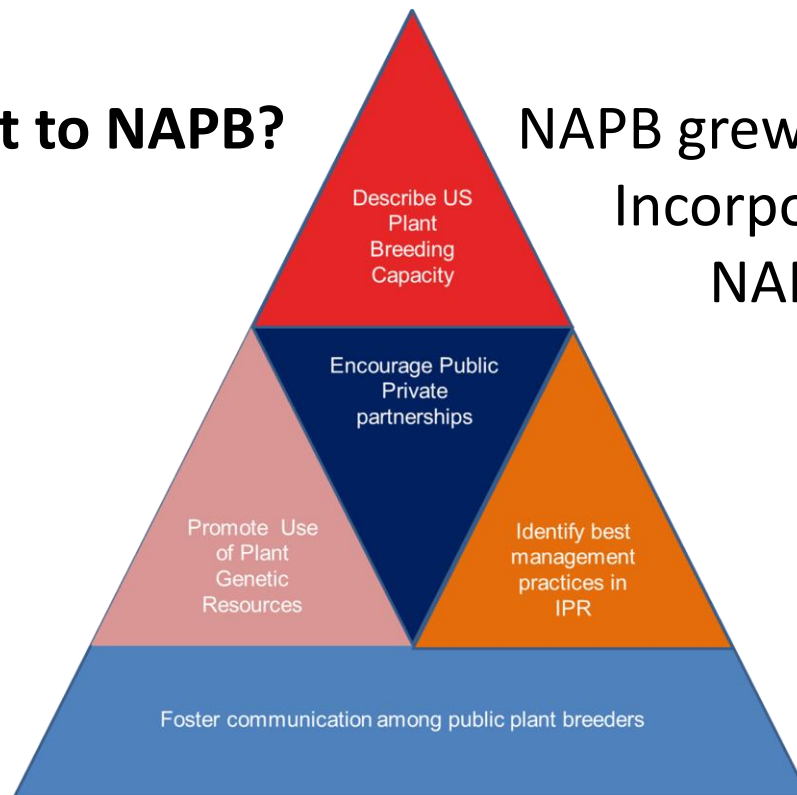 t to NAPB?
NAPB grew
Incorpo
NAI
Describe US
Plant
Breeding
Capacity
Encourage Public
Private
partnerships
Promote Use
of Plant
Genetic
Resources
Identify best
management
practices in
IPR
Foster communication among public plant breeders